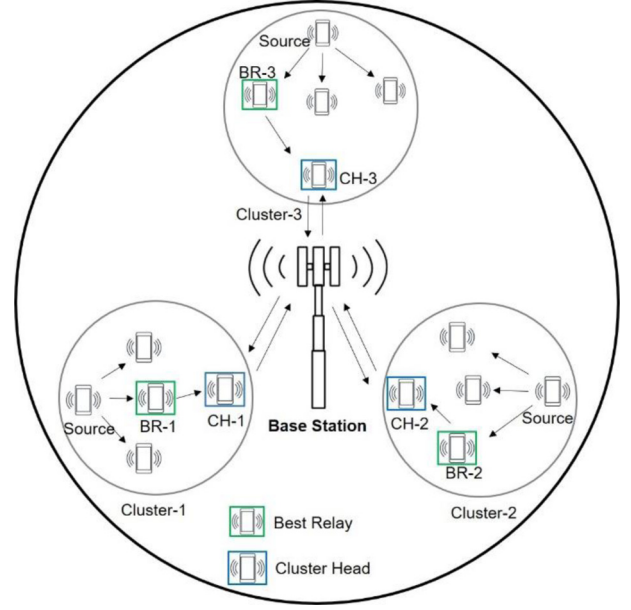 Source
BR-3
CH-3
Cluster-3
Source
BR-1
CH-1
Base Station
CH-2
Source
BR-2
Cluster-1
Cluster-2
Best Relay
Cluster Head